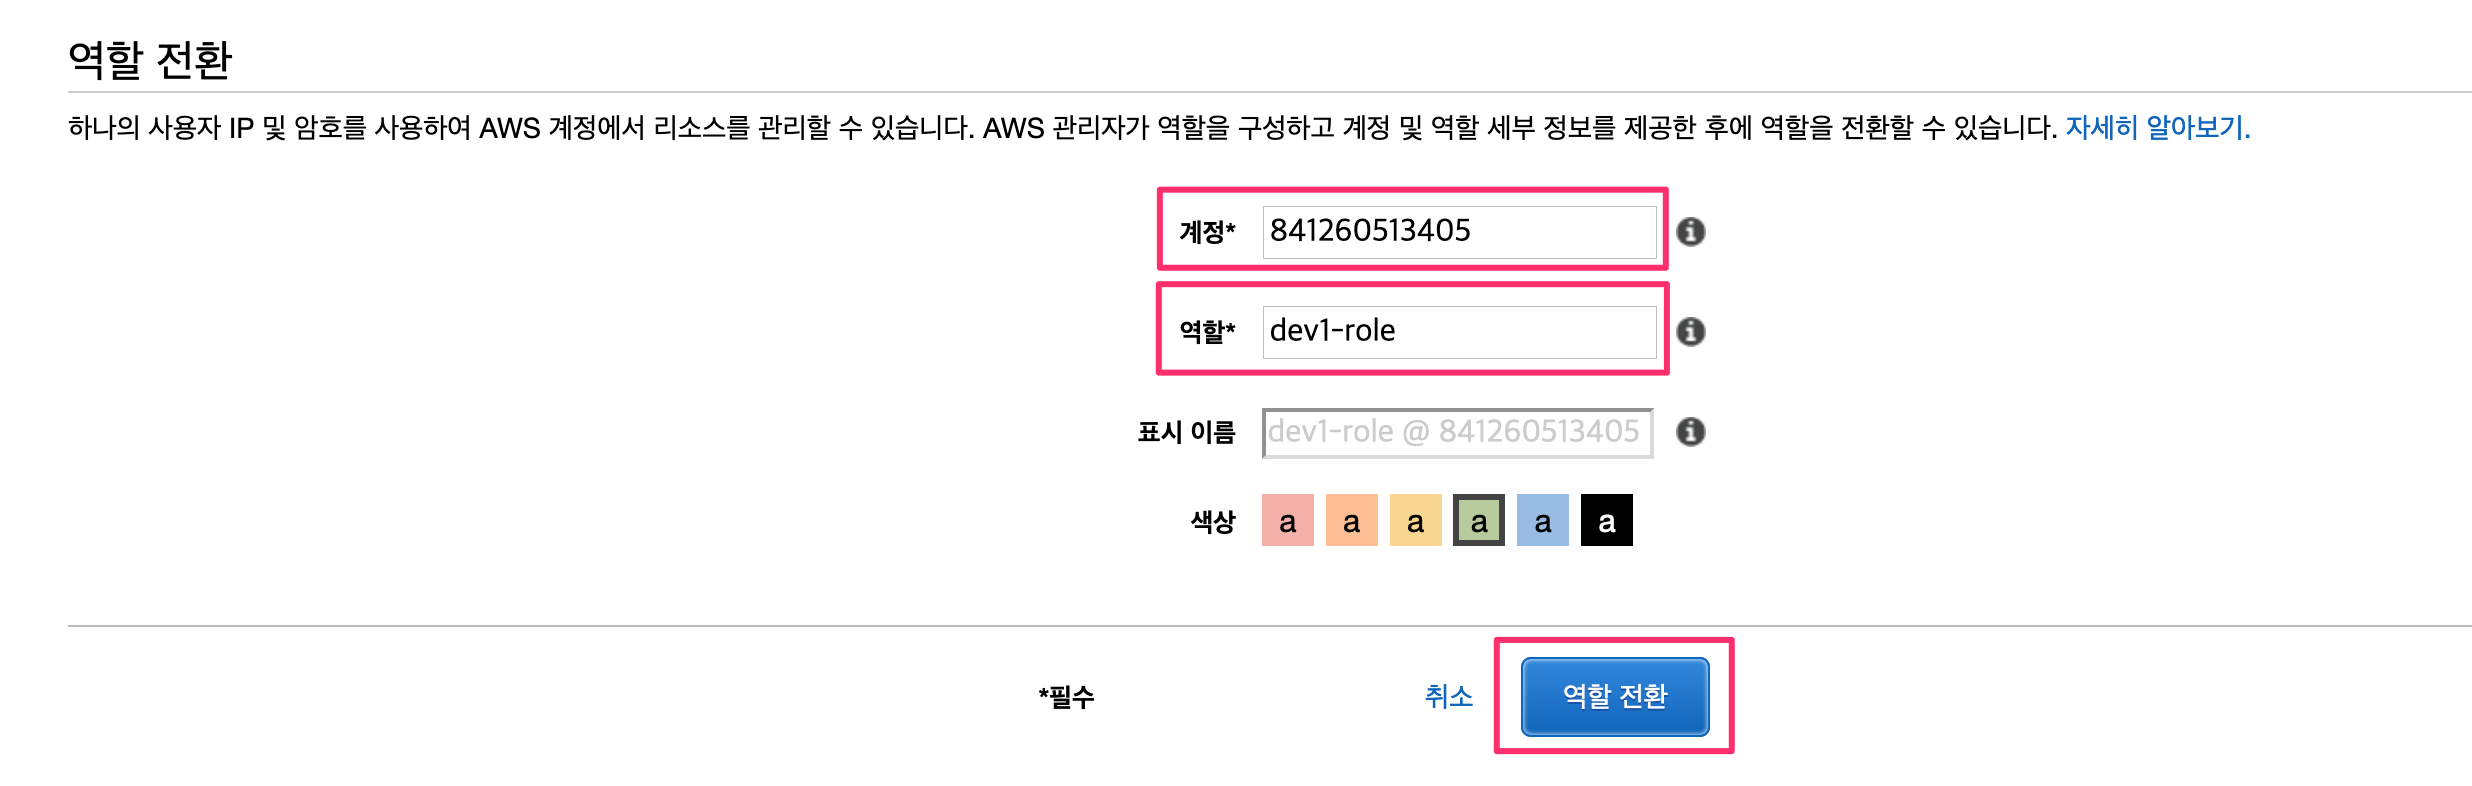 역할 전환
하나의 사용자 IP 및 암호를 사용하여 AWS 계정에서 리소스를 관리할 수 있습니다. AWS 관리자가 역할을 구성하고 계정 및 역할 세부 정보를 제공한 후에 역할을 전환할 수 있습니다. 자세히 알아보기.
계정* 841260513405
역할* dev1-role
표시 이름 dev1-role @ 841260513405
색상 a a a a a a
*필수 취소 역할 전환